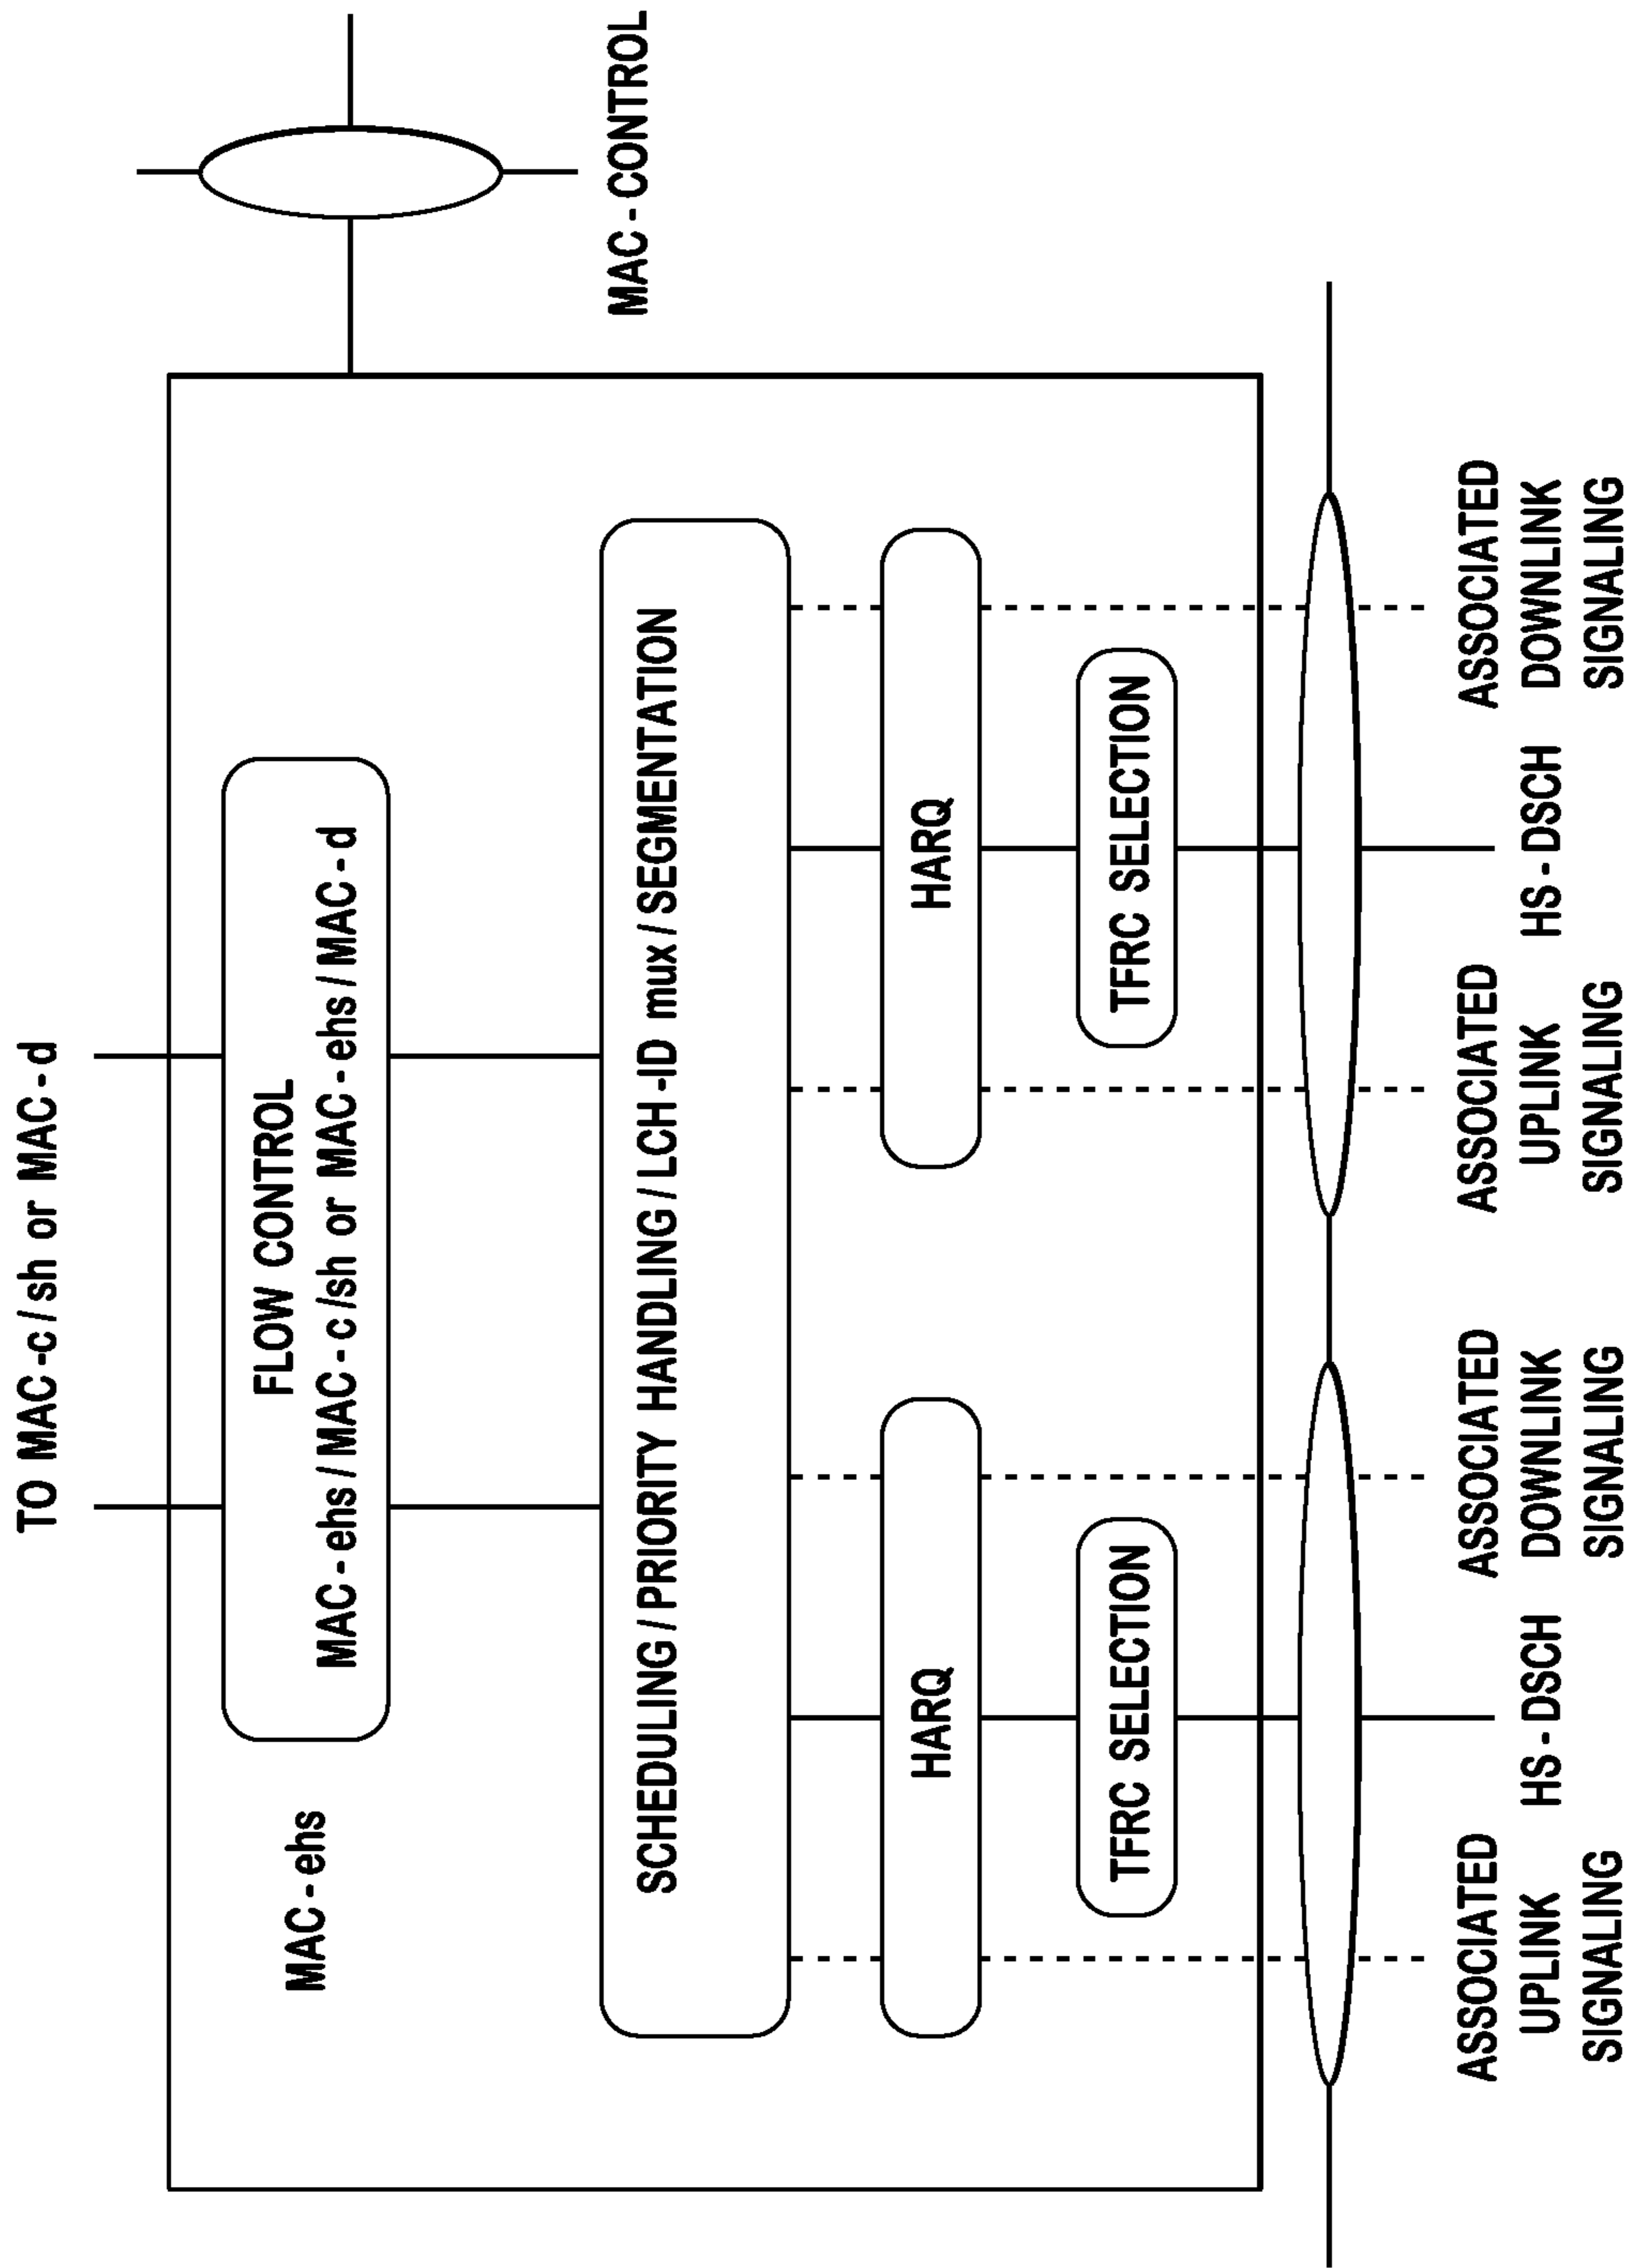 TO MAC-c/sh or MAC-d
MAC-ehs
FLOW CONTROL
MAC-ehs/MAC-c/sh or MAC-ehs/MAC-d
MAC-CONTROL
SCHEDULING/PRIORITY HANDLING/LCH-ID mux/SEGMENTATION
HARQ
HARQ
TFRC SELECTION
TFRC SELECTION
ASSOCIATED
UPLINK
SIGNALING
HS-DSCH
ASSOCIATED
DOWNLINK
SIGNALING
ASSOCIATED
UPLINK
SIGNALING
HS-DSCH
ASSOCIATED
DOWNLINK
SIGNALING